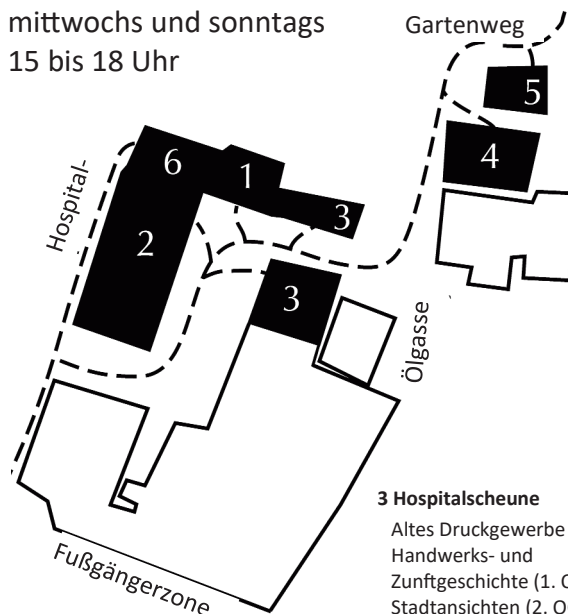 mittwochs und sonntags
15 bis 18 Uhr
Gartenweg
5
4
6
1
3
Hospital-
2
3
Ölgasse
3 Hospitalscheune
Altes Druckgewerbe
Handwerks- und
Zunftgeschichte (1. O
Stadtansichten (2. O
Fußgängerzone